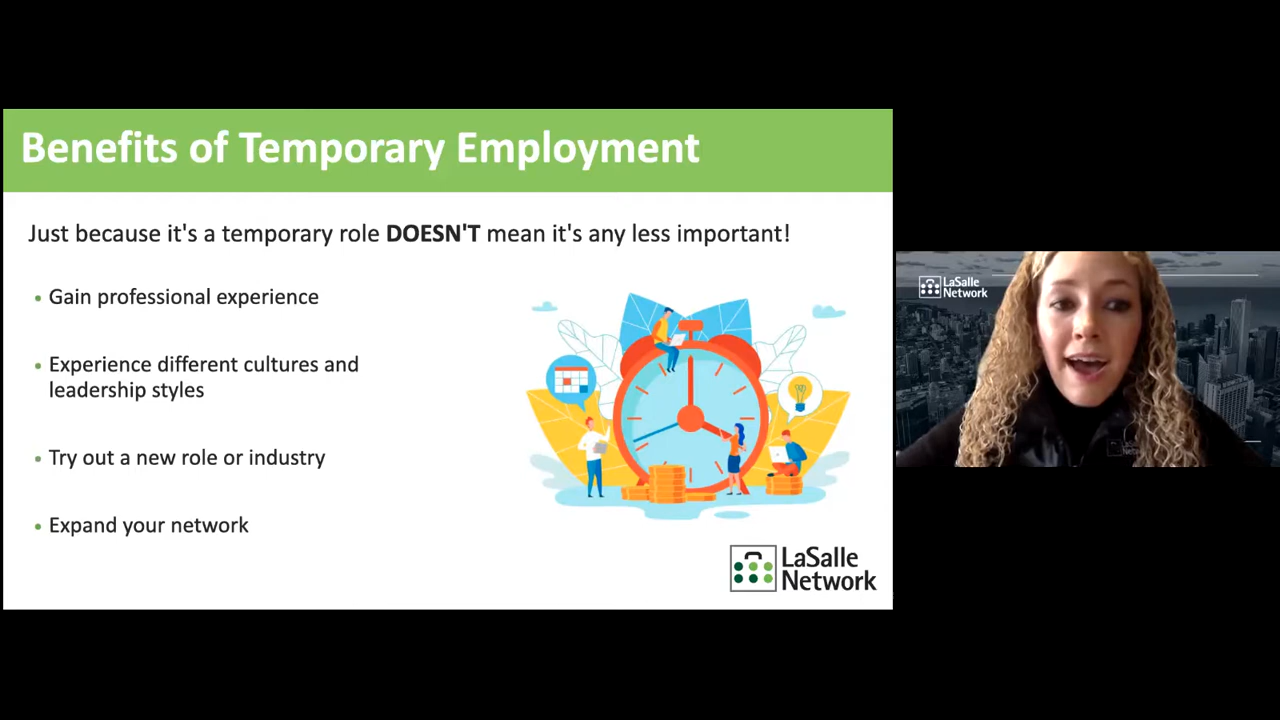 Benefits of Temporary Employment
Just because it's a temporary role DOESN'T mean it's any less important!
• Gain professional experience
• Experience different cultures and
leadership styles
• Try out a new role or industry
• Expand your network
LaSalle
Network
LaSalle
Network